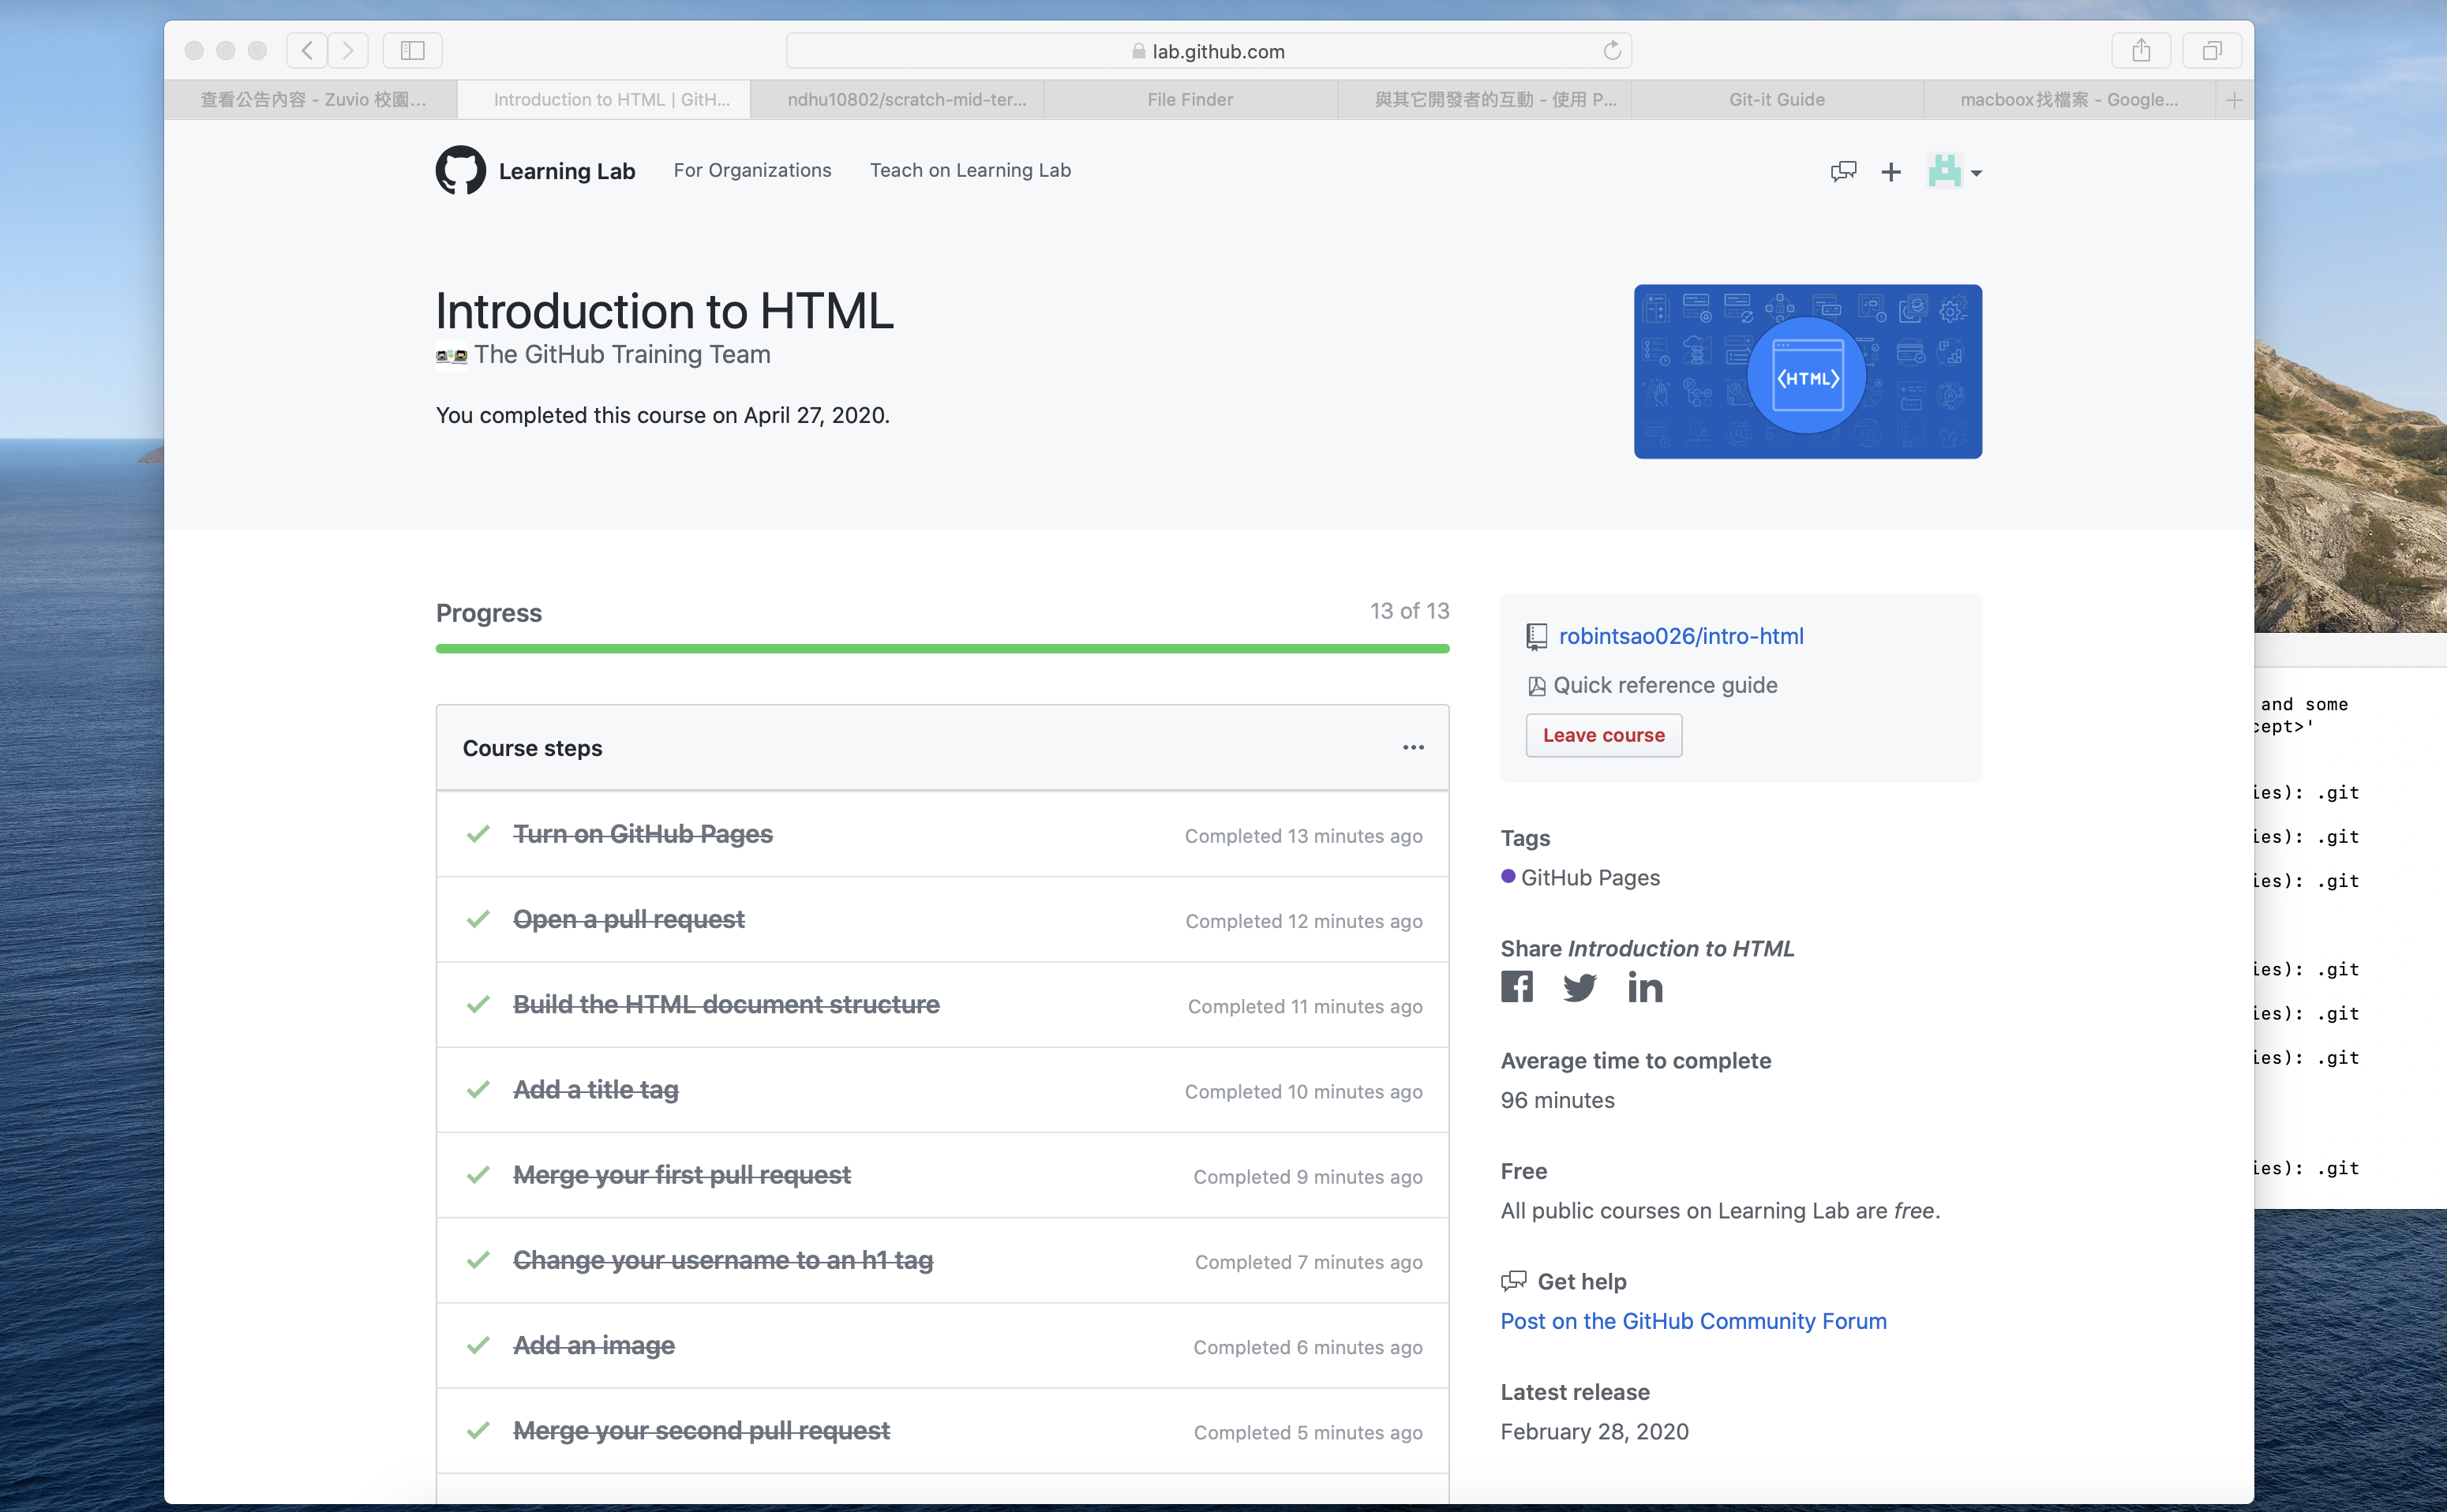 lab.github.com
查看公告內容 - Zuvio 校園...
Introduction to HTML | GitH...
ndhu10802/scratch-mid-ter...
File Finder
與其它開發者的互動 - 使用 P...
Git-it Guide
macboox找檔案 - Google...
Learning Lab
For Organizations
Teach on Learning Lab
Introduction to HTML
The GitHub Training Team
You completed this course on April 27, 2020.
<HTML>
Progress
13 of 13
Course steps
Turn on GitHub Pages
Completed 13 minutes ago
Open a pull request
Completed 12 minutes ago
Build the HTML document structure
Completed 11 minutes ago
Add a title tag
Completed 10 minutes ago
Merge your first pull request
Completed 9 minutes ago
Change your username to an h1 tag
Completed 7 minutes ago
Add an image
Completed 6 minutes ago
Merge your second pull request
Completed 5 minutes ago
robintsao026/intro-html
Quick reference guide
Leave course
Tags
GitHub Pages
Share Introduction to HTML
Average time to complete
96 minutes
Free
All public courses on Learning Lab are free.
Get help
Post on the GitHub Community Forum
Latest release
February 28, 2020
and some
cept>'
ies): .git
ies): .git
ies): .git
ies): .git
ies): .git
ies): .git
ies): .git